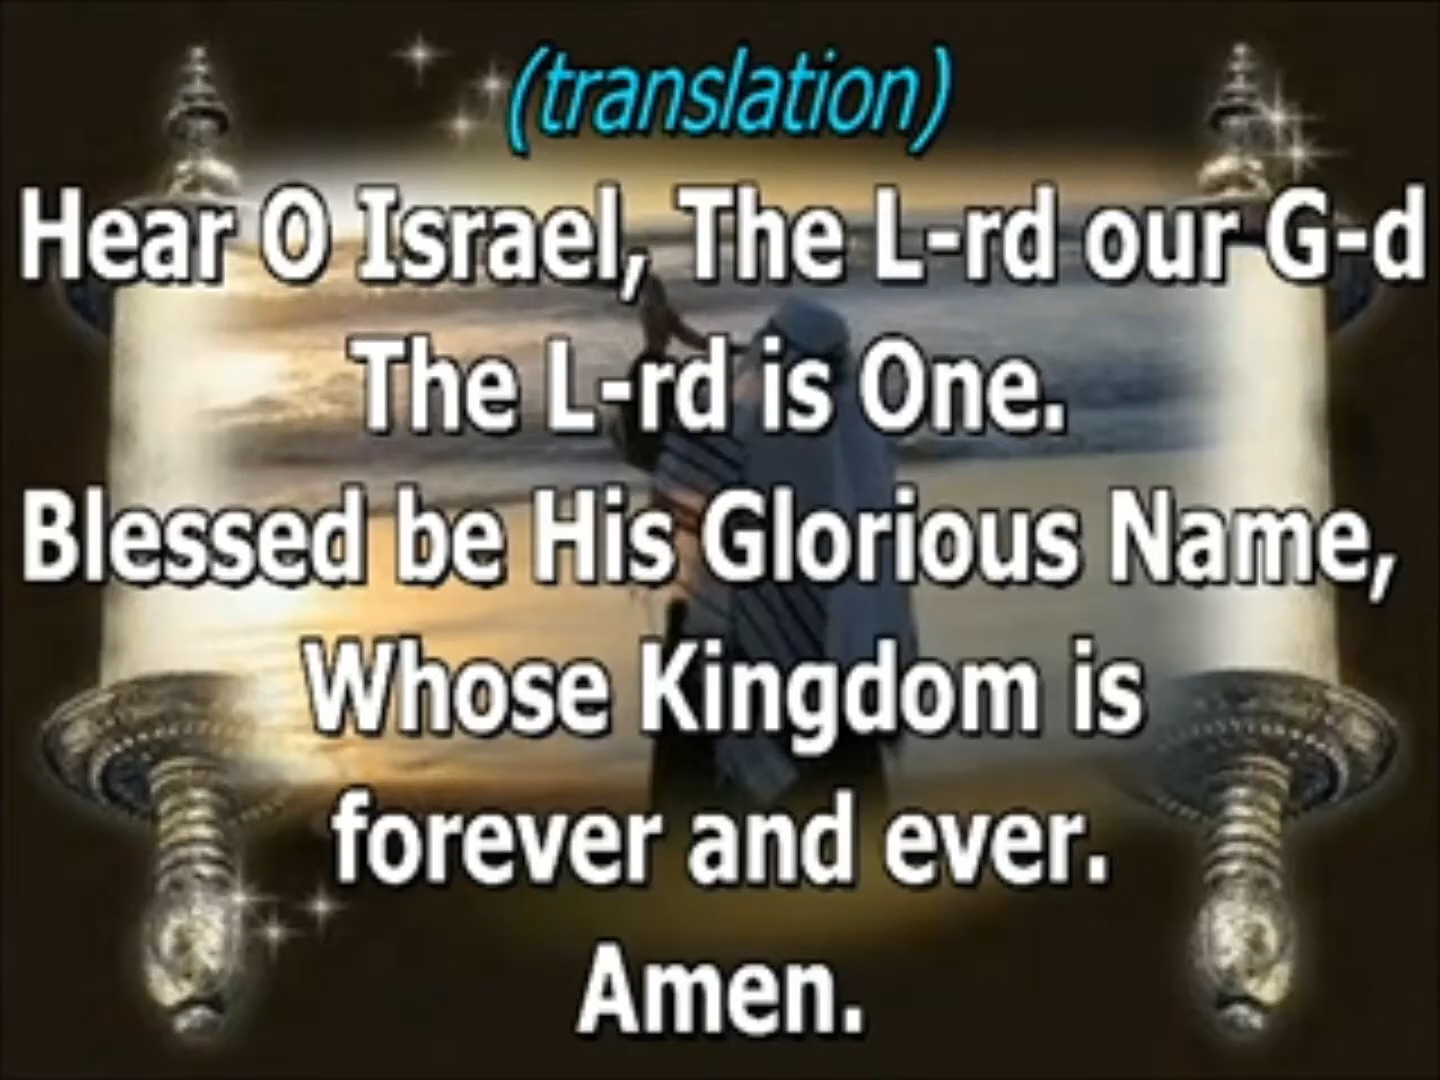 (translation)
Hear O Israel, The L-rd our G-d
The L-rd is One.
Blessed be His Glorious Name,
Whose Kingdom is
forever and ever.
Amen.